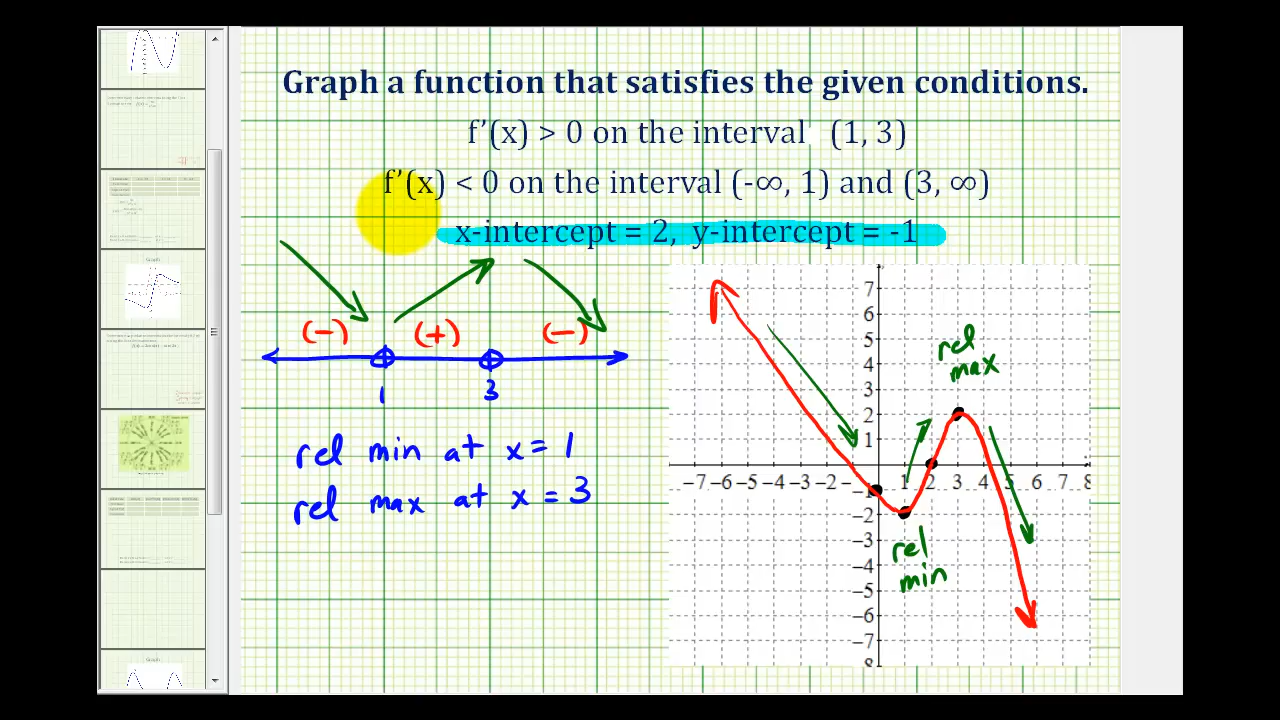 Graph a function that satisfies the given conditions.
f'(x) > 0 on the interval (1, 3)
f'(x) < 0 on the interval (-∞, 1) and (3, ∞)
x-intercept = 2, y-intercept = -1
(-) (+) (-)
1 3
rel min at x = 1
rel max at x = 3
7
6
5
4
3
2
1
-7 -6 -5 -4 -3 -2 - 1 2 3 4 5 6 7 8
-2
-3
-4
-5
-6
-7
8
rel
max
rel
min
Graph
Graph